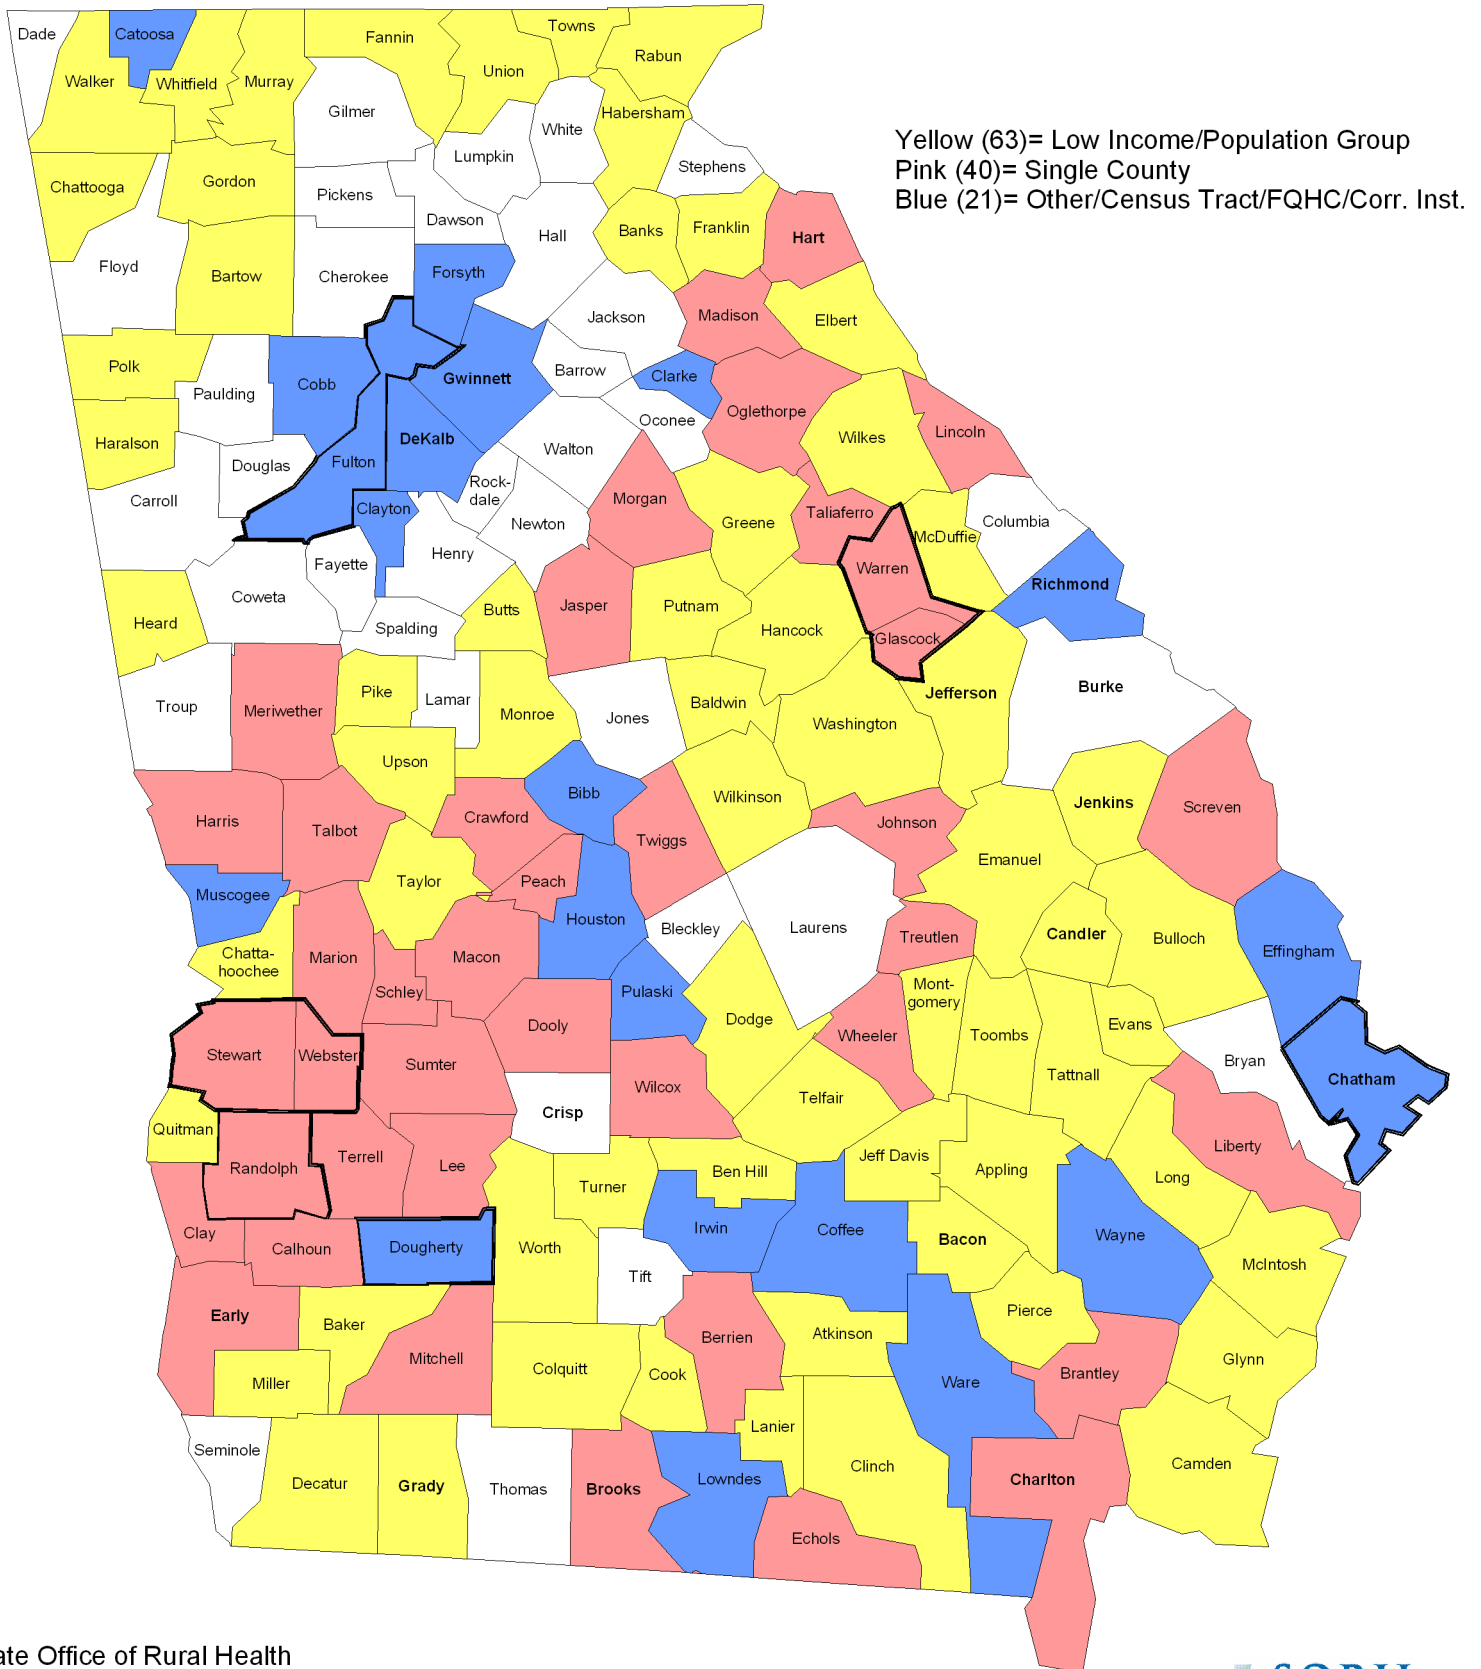 Dade
Catoosa
Walker
Whitfield
Murray
Fannin
Union
Towns
Rabun
Gilmer
White
Habersham
Lumpkin
Stephens
Yellow (63)= Low Income/Population Group
Pink (40)= Single County
Blue (21)= Other/Census Tract/FQHC/Corr. Inst.
Chattooga
Gordon
Pickens
Dawson
Hall
Banks
Franklin
Hart
Floyd
Bartow
Cherokee
Forsyth
Jackson
Madison
Elbert
Polk
Paulding
Cobb
Gwinnett
Barrow
Clarke
Oconee
Oglethorpe
Wilkes
Lincoln
Haralson
Douglas
Fulton
DeKalb
Walton
Carroll
Clayton
Rock-
dale
Newton
Morgan
Greene
Taliaferro
McDuffie
Columbia
Fayette
Henry
Warren
Richmond
Heard
Coweta
Spalding
Butts
Jasper
Putnam
Hancock
Glascock
Troup
Meriwether
Pike
Lamar
Monroe
Jones
Baldwin
Washington
Jefferson
Burke
Upson
Bibb
Wilkinson
Jenkins
Screven
Harris
Talbot
Crawford
Twiggs
Johnson
Emanuel
Muscogee
Taylor
Peach
Houston
Bleckley
Laurens
Treutlen
Candler
Bulloch
Effingham
Chatta-
hoochee
Marion
Schley
Macon
Pulaski
Dodge
Mont-
gomery
Dooly
Wheeler
Toombs
Evans
Tattnall
Bryan
Chatham
Stewart
Webster
Sumter
Wilcox
Crisp
Telfair
Quitman
Randolph
Terrell
Lee
Turner
Ben Hill
Jeff Davis
Appling
Long
Liberty
Clay
Calhoun
Dougherty
Worth
Irwin
Coffee
Bacon
Wayne
McIntosh
Tift
Early
Baker
Mitchell
Berrien
Atkinson
Pierce
Glynn
Miller
Colquitt
Cook
Ware
Brantley
Seminole
Decatur
Grady
Thomas
Brooks
Lanier
Lowndes
Clinch
Charlton
Camden
Echols
ate Office of Rural Health